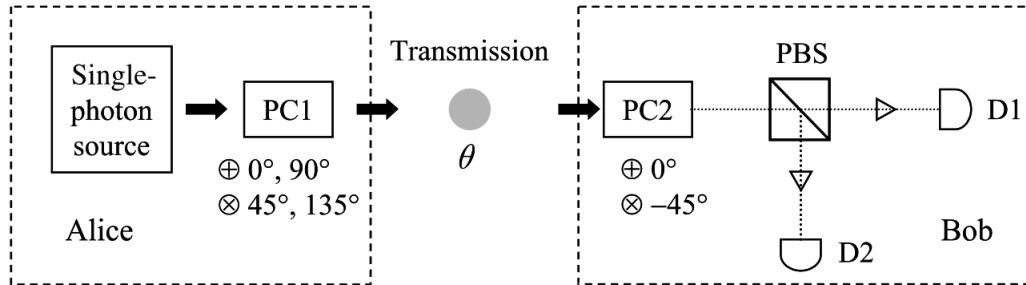 Single-
photon
source
PC1
⊕ 0°, 90°
⊗ 45°, 135°
Alice
Transmission
θ
PC2
⊕ 0°
⊗ –45°
PBS
D1
D2
Bob